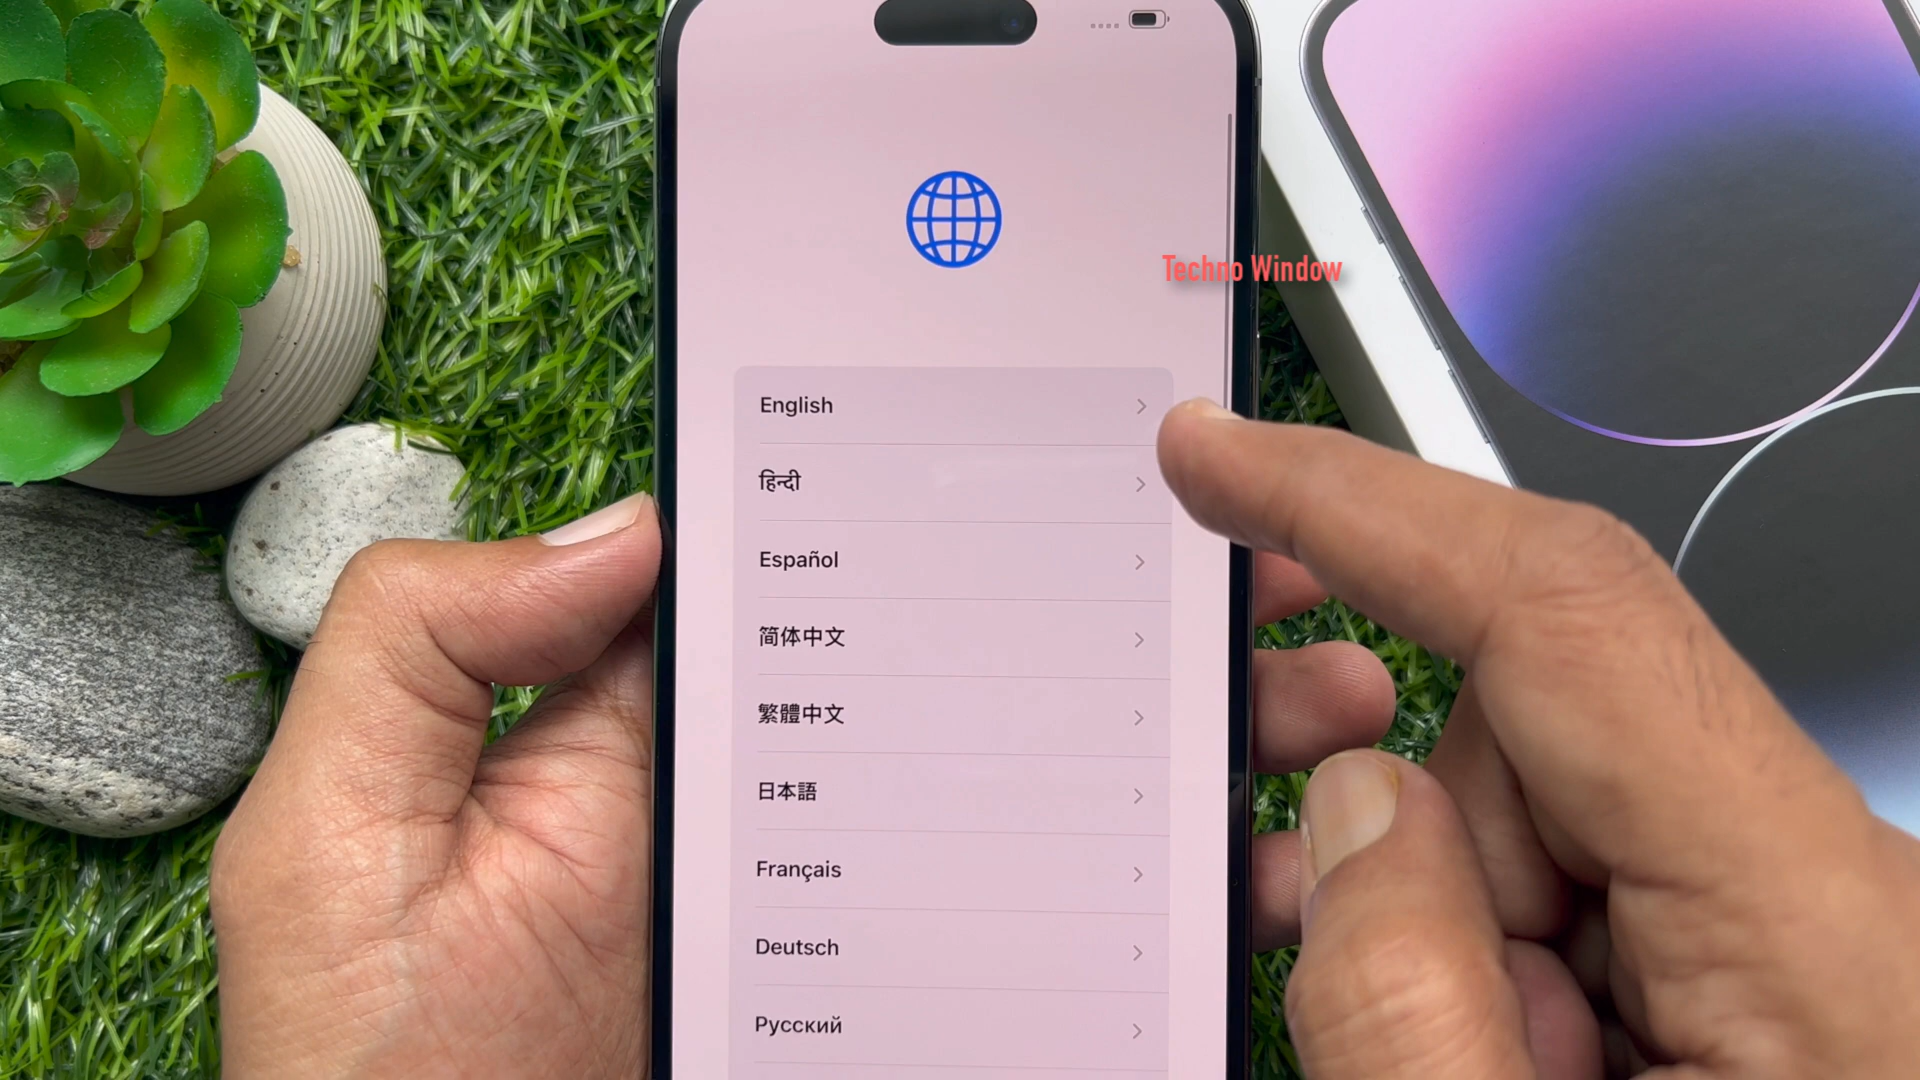 Techno Window
English
हिन्दी
Español
简体中文
繁體中文
日本語
Français
Deutsch
Русский